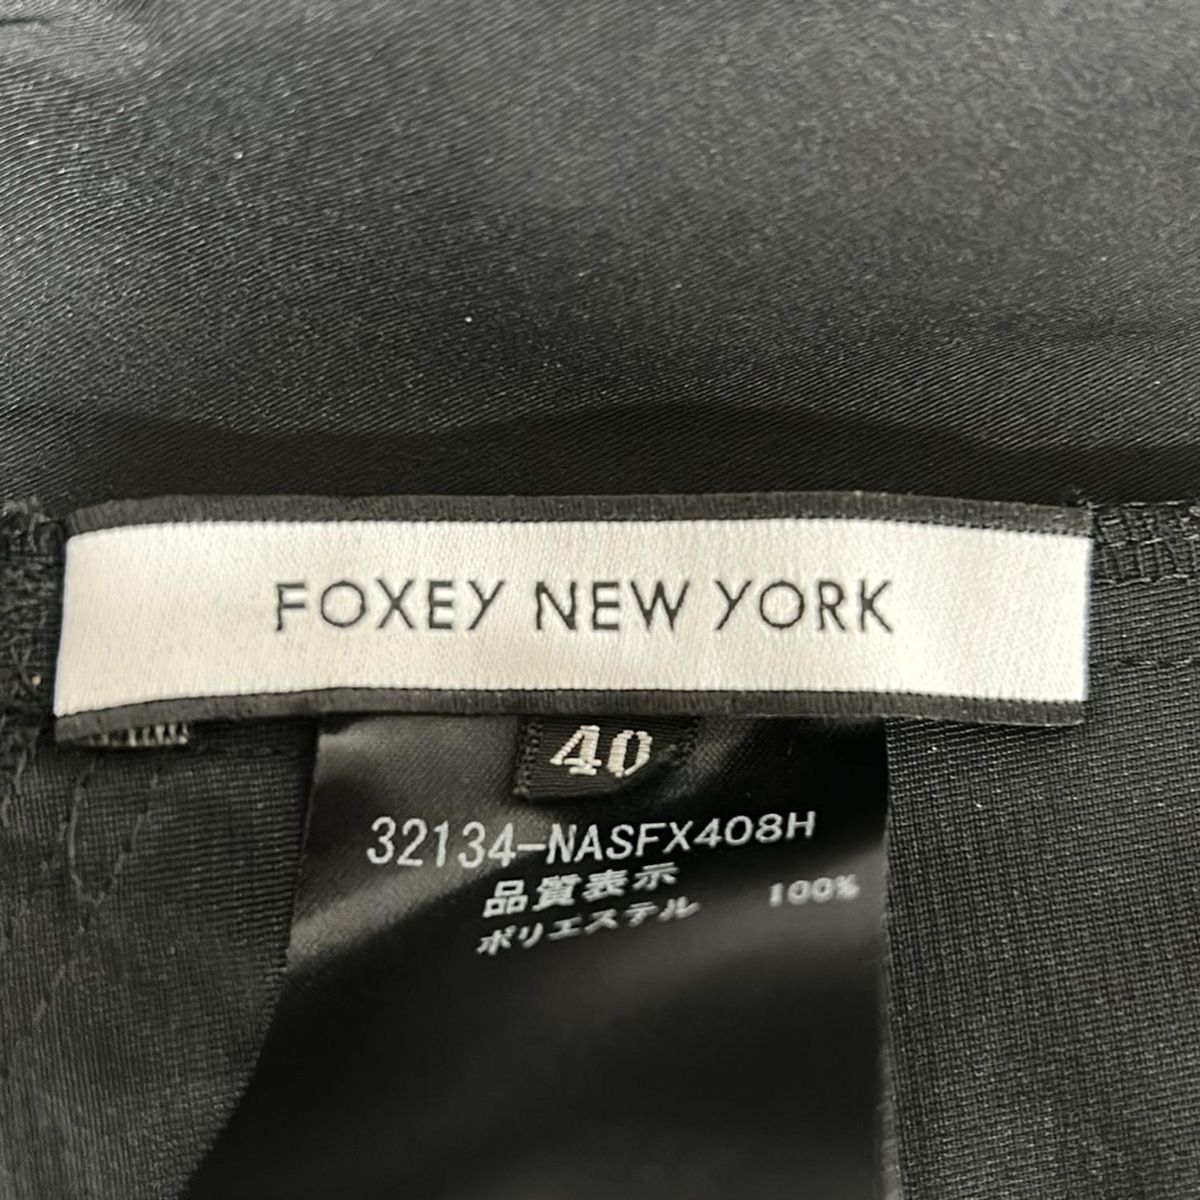 FOXEY NEW YORK
40
32134-NASFX408H
品質表示
ポリエステル 100%